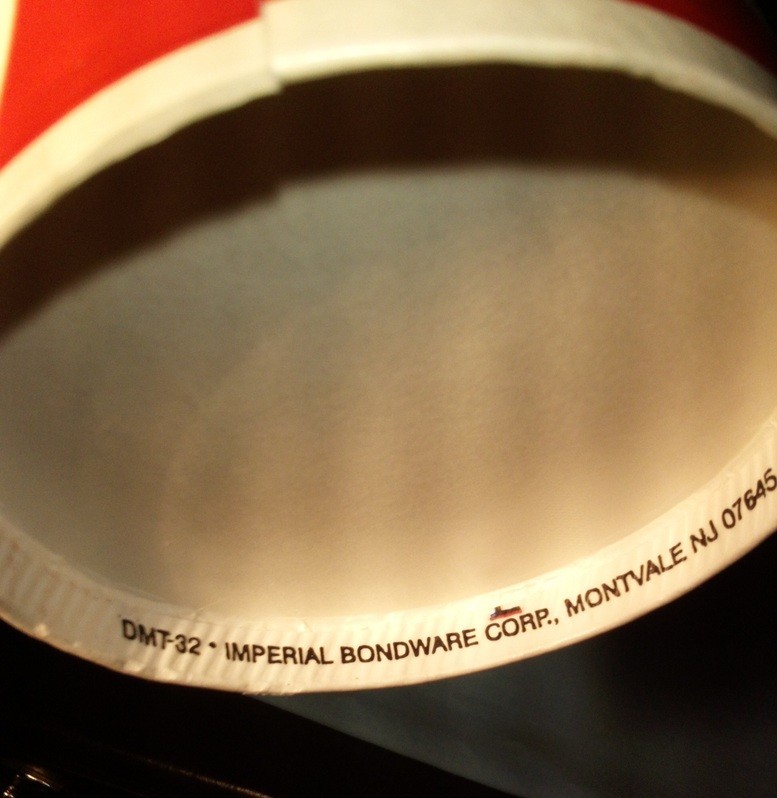 DMT-32 • IMPERIAL BONDWARE CORP., MONTVALE NJ 07645